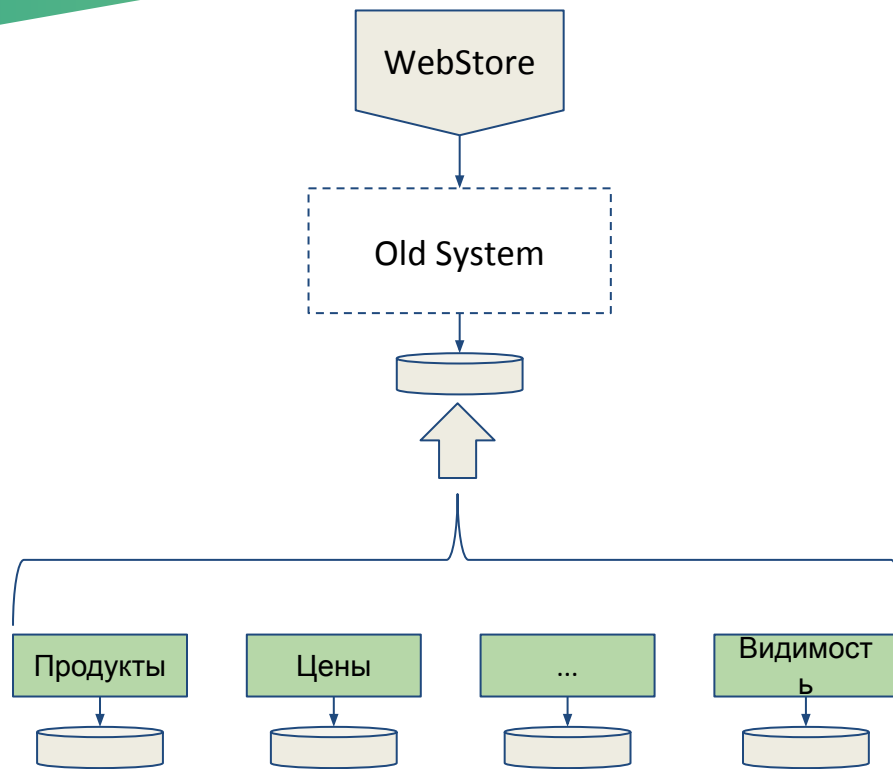 WebStore
Old System
Продукты
Цены
...
Видимост
ь